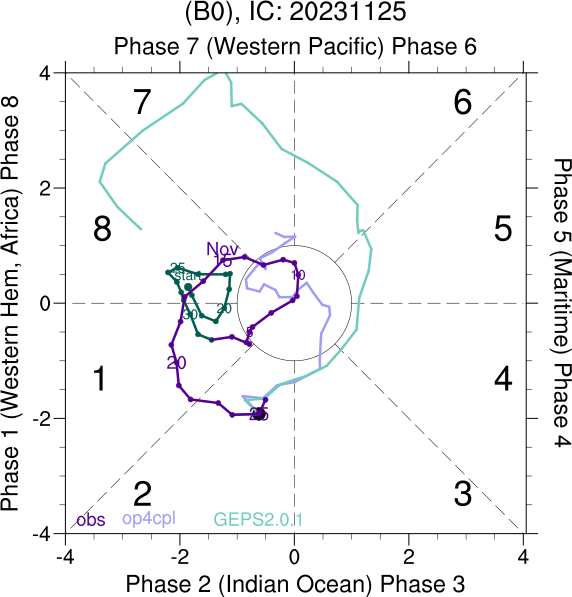 (B0), IC: 20231125
Phase 7 (Western Pacific) Phase 6
Phase 1 (Western Hem, Africa) Phase 8
4
2
0
-2
-4
7
6
8
5
1
4
2
3
Nov
15
25
start
10
20
30
5
20
25
obs
op4cpl
GEPS2.0.1
-4
-2
0
2
4
Phase 2 (Indian Ocean) Phase 3
Phase 5 (Maritime) Phase 4